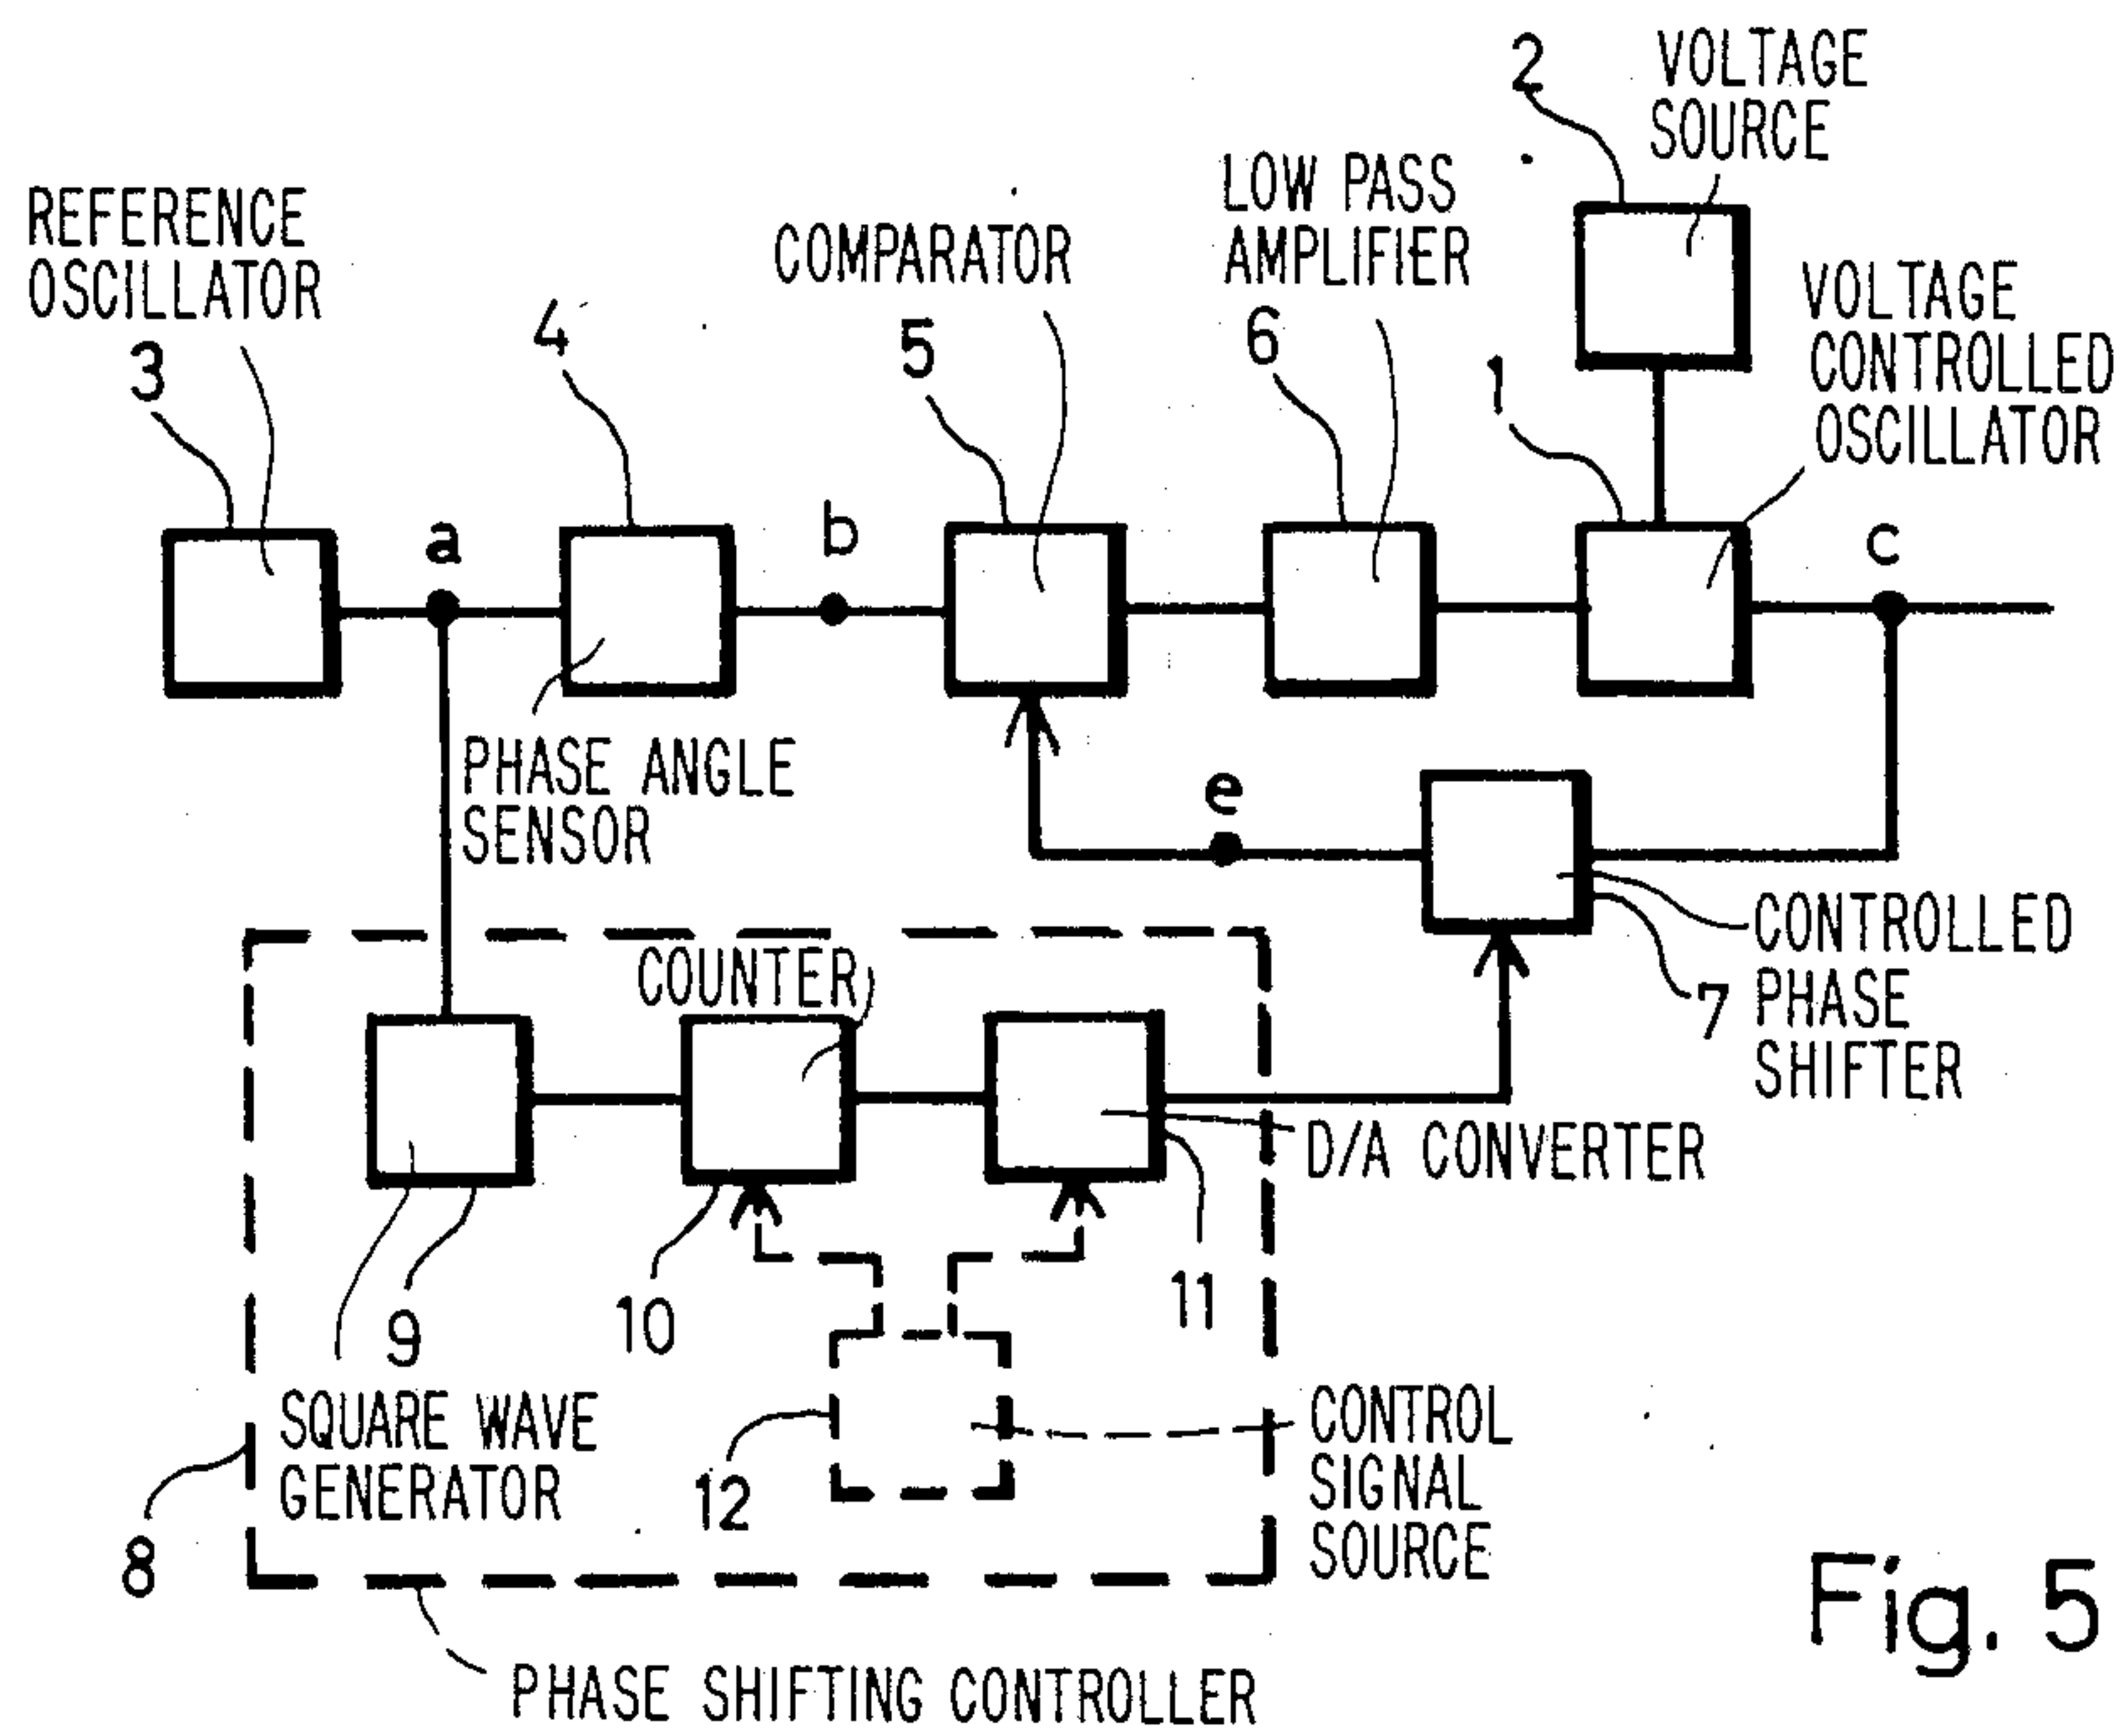 2
VOLTAGE
SOURCE
LOW PASS
AMPLIFIER
REFERENCE
OSCILLATOR
COMPARATOR
VOLTAGE
CONTROLLED
OSCILLATOR
3
4
5
6
1
a
b
c
PHASE ANGLE
SENSOR
e
CONTROLLED
PHASE
SHIFTER
7
COUNTER
D/A CONVERTER
9
10
11
SQUARE WAVE
GENERATOR
12
CONTROL
SIGNAL
SOURCE
8
PHASE SHIFTING CONTROLLER
Fig. 5